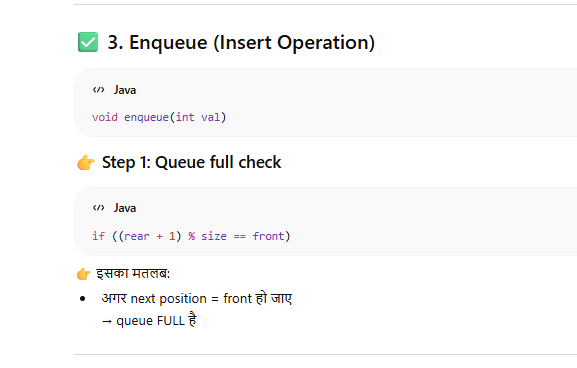 ✅ 3. Enqueue (Insert Operation)
</> Java
void enqueue(int val)
👉 Step 1: Queue full check
</> Java
if ((rear + 1) % size == front)
👉 इसका मतलब:
• अगर next position = front हो जाए
→ queue FULL है